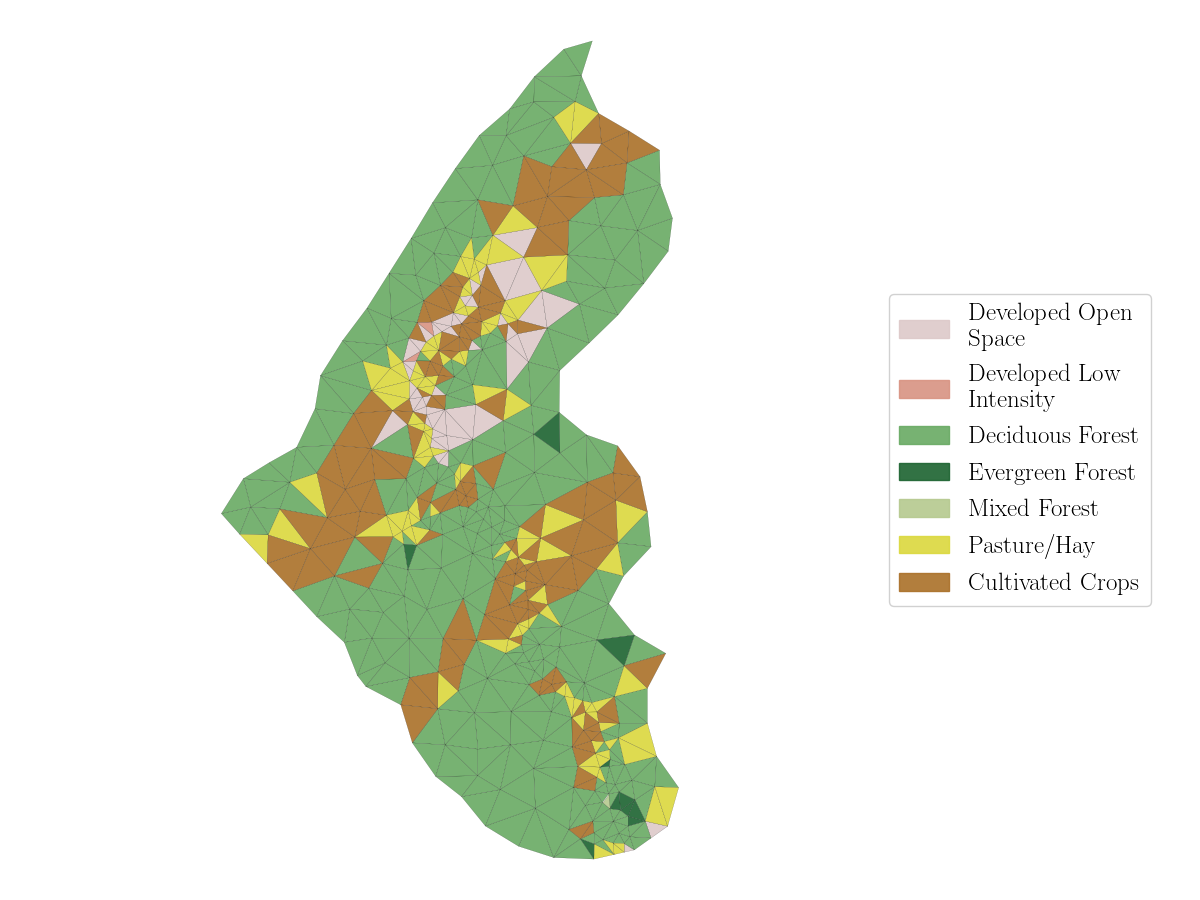 Developed Open
Space
Developed Low
Intensity
Deciduous Forest
Evergreen Forest
Mixed Forest
Pasture/Hay
Cultivated Crops